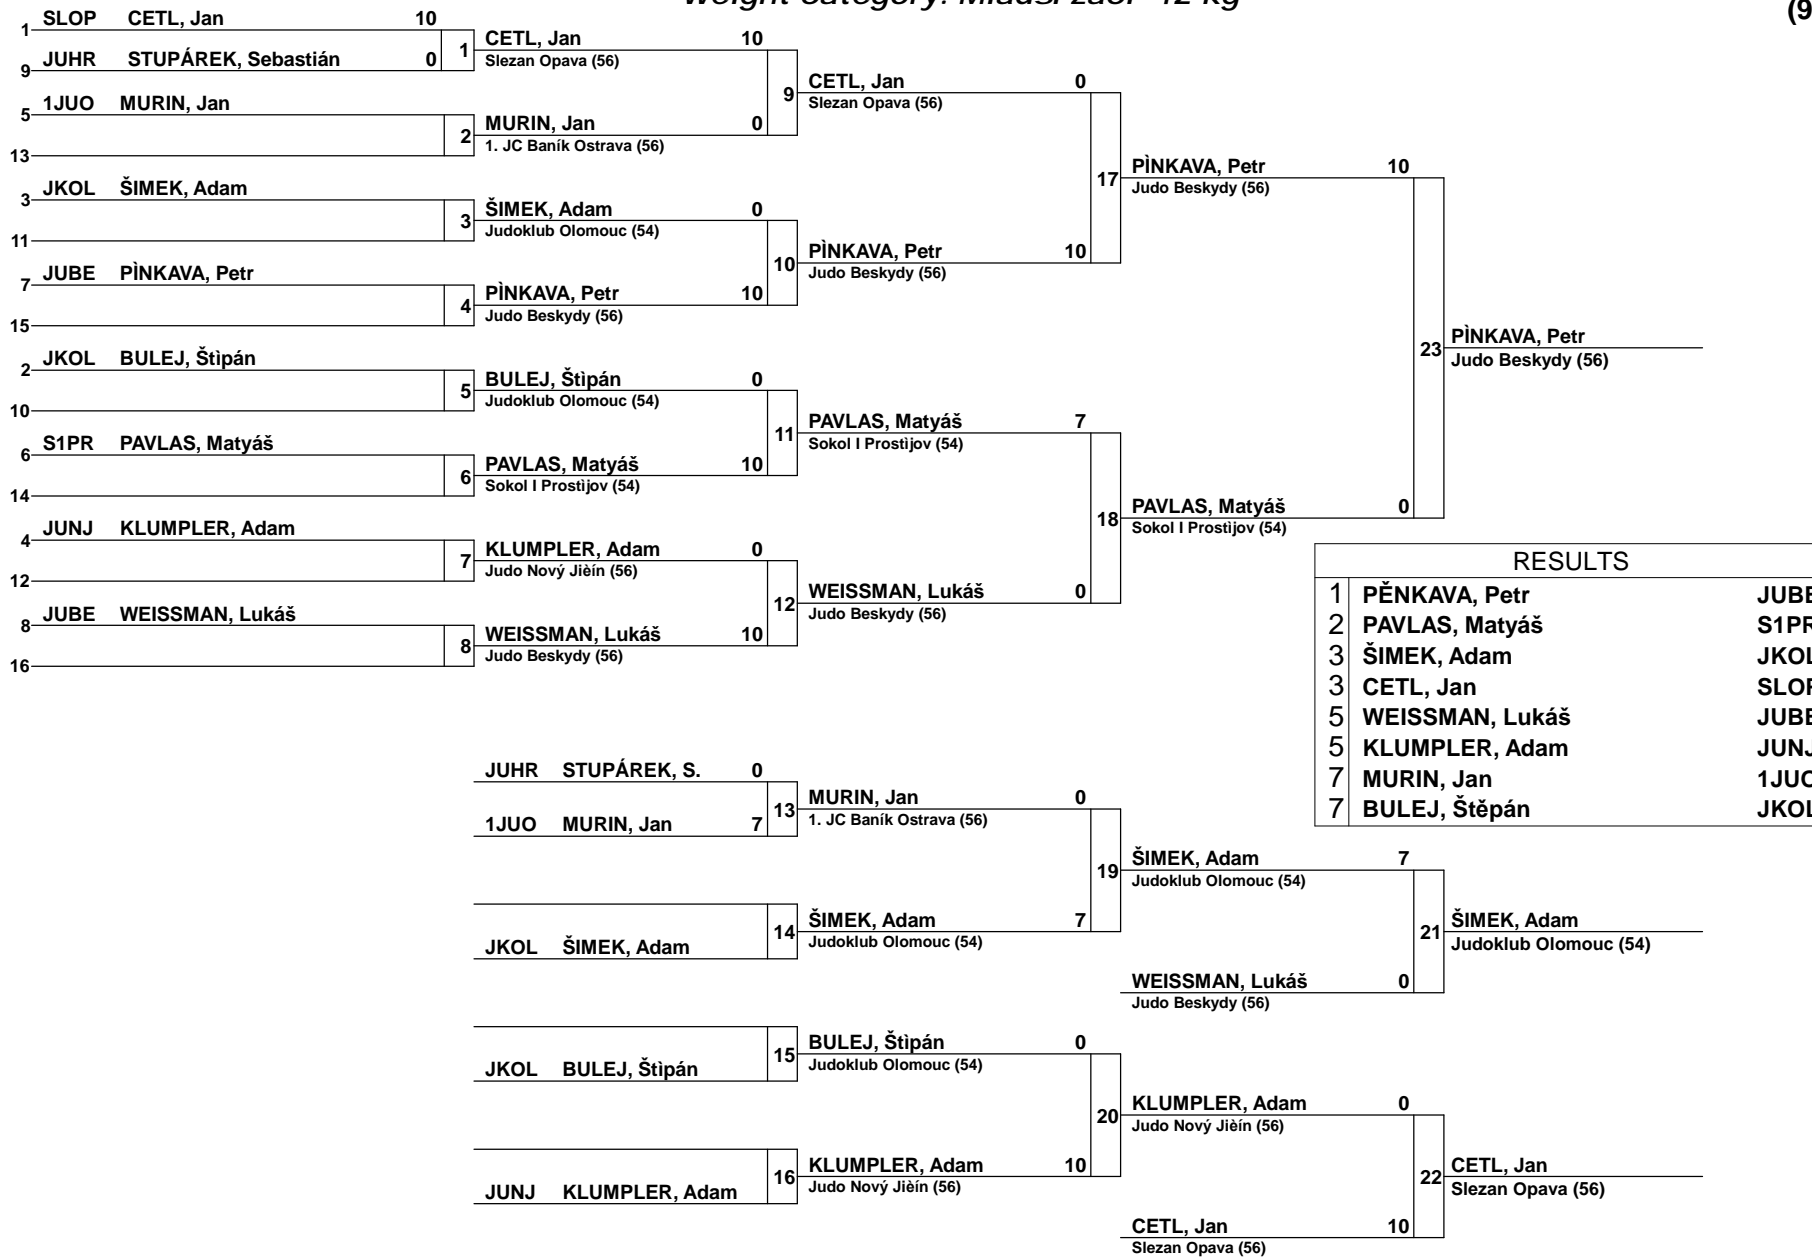 Weight category: Mladší žáci -42 kg
(9
1 SLOP CETL, Jan 10
9 JUHR STUPÁREK, Sebastián 0
1
5 1JUO MURIN, Jan
13
2
3 JKOL ŠIMEK, Adam
11
3
7 JUBE PÌNKAVA, Petr
15
4
2 JKOL BULEJ, Štìpán
10
5
6 S1PR PAVLAS, Matyáš
14
6
4 JUNJ KLUMPLER, Adam
12
7
8 JUBE WEISSMAN, Lukáš
16
8
CETL, Jan 10
Slezan Opava (56)
9
MURIN, Jan 0
1. JC Baník Ostrava (56)
ŠIMEK, Adam 0
Judoklub Olomouc (54)
10
PÌNKAVA, Petr 10
Judo Beskydy (56)
BULEJ, Štìpán 0
Judoklub Olomouc (54)
11
PAVLAS, Matyáš 10
Sokol I Prostìjov (54)
KLUMPLER, Adam 0
Judo Nový Jièín (56)
12
WEISSMAN, Lukáš 10
Judo Beskydy (56)
CETL, Jan 0
Slezan Opava (56)
17
PÌNKAVA, Petr 10
Judo Beskydy (56)
PAVLAS, Matyáš 7
Sokol I Prostìjov (54)
18
WEISSMAN, Lukáš 0
Judo Beskydy (56)
PÌNKAVA, Petr 10
Judo Beskydy (56)
23
PAVLAS, Matyáš 0
Sokol I Prostìjov (54)
PÌNKAVA, Petr
Judo Beskydy (56)
RESULTS
1 PĚNKAVA, Petr JUBE
2 PAVLAS, Matyáš S1PR
3 ŠIMEK, Adam JKOL
3 CETL, Jan SLOP
5 WEISSMAN, Lukáš JUBE
5 KLUMPLER, Adam JUNJ
7 MURIN, Jan 1JUO
7 BULEJ, Štěpán JKOL
JUHR STUPÁREK, S. 0
13
1JUO MURIN, Jan 7
14
JKOL ŠIMEK, Adam
15
JKOL BULEJ, Štìpán
16
JUNJ KLUMPLER, Adam
MURIN, Jan 0
1. JC Baník Ostrava (56)
19
ŠIMEK, Adam 7
Judoklub Olomouc (54)
BULEJ, Štìpán 0
Judoklub Olomouc (54)
20
KLUMPLER, Adam 10
Judo Nový Jièín (56)
ŠIMEK, Adam 7
Judoklub Olomouc (54)
21
WEISSMAN, Lukáš 0
Judo Beskydy (56)
KLUMPLER, Adam 0
Judo Nový Jièín (56)
22
CETL, Jan 10
Slezan Opava (56)
ŠIMEK, Adam
Judoklub Olomouc (54)
CETL, Jan
Slezan Opava (56)